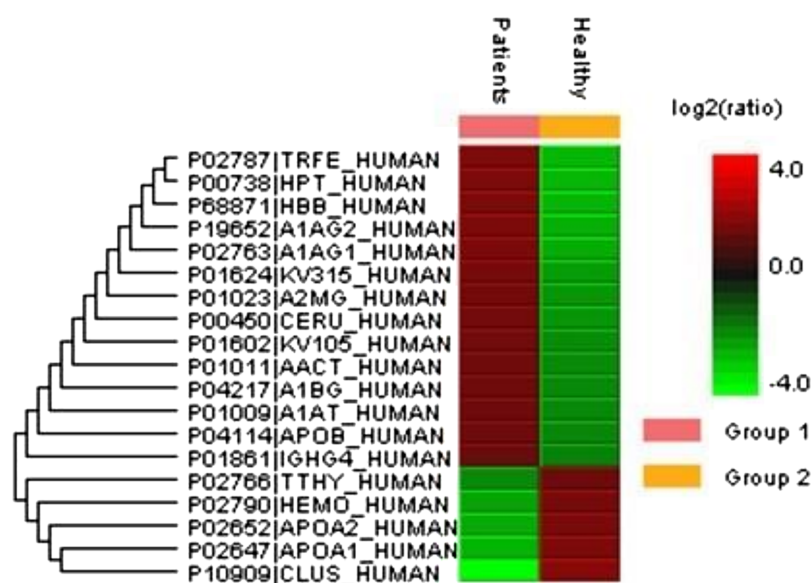 Patients
Healthy
log2(ratio)
P02787|TRFE_HUMAN
P00738|HPT_HUMAN
P68871|HBB_HUMAN
P19652|A1AG2_HUMAN
P02763|A1AG1_HUMAN
P01624|KV315_HUMAN
P01023|A2MG_HUMAN
P00450|CERU_HUMAN
P01602|KV105_HUMAN
P01011|AACT_HUMAN
P04217|A1BG_HUMAN
P01009|A1AT_HUMAN
P04114|APOB_HUMAN
P01861|IGHG4_HUMAN
P02766|TTHY_HUMAN
P02790|HEMO_HUMAN
P02652|APOA2_HUMAN
P02647|APOA1_HUMAN
P10909|CLUS_HUMAN
4.0
0.0
-4.0
Group 1
Group 2